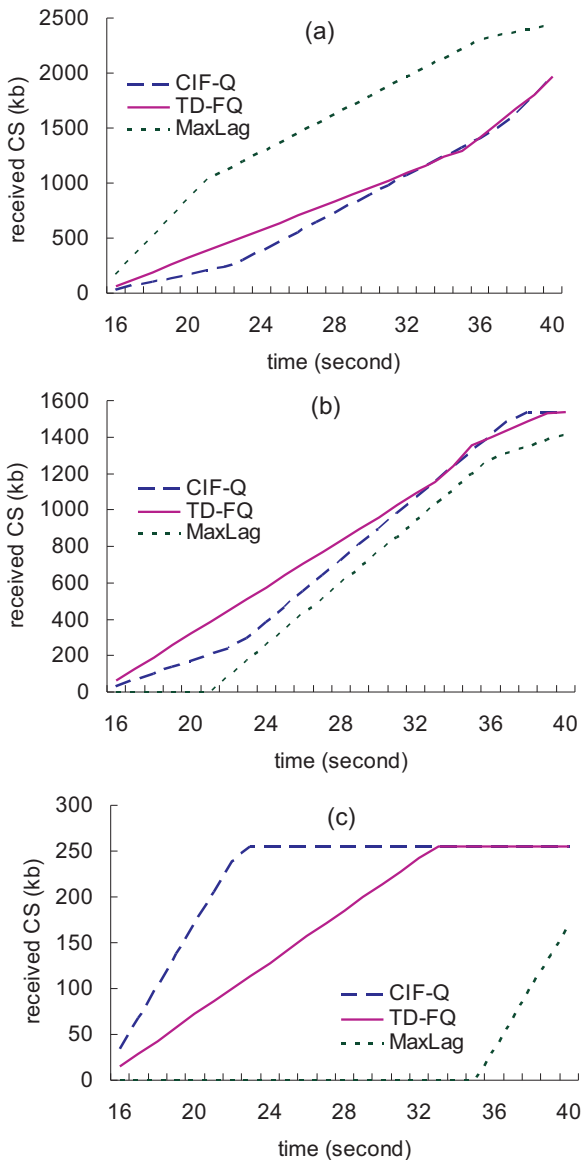 (a)
received CS (kb)
2500
2000
1500
1000
500
0
CIF-Q
TD-FQ
MaxLag
16 20 24 28 32 36 40
time (second)
(b)
received CS (kb)
1600
1400
1200
1000
800
600
400
200
0
CIF-Q
TD-FQ
MaxLag
16 20 24 28 32 36 40
time (second)
(c)
received CS (kb)
300
250
200
150
100
50
0
CIF-Q
TD-FQ
MaxLag
16 20 24 28 32 36 40
time (second)